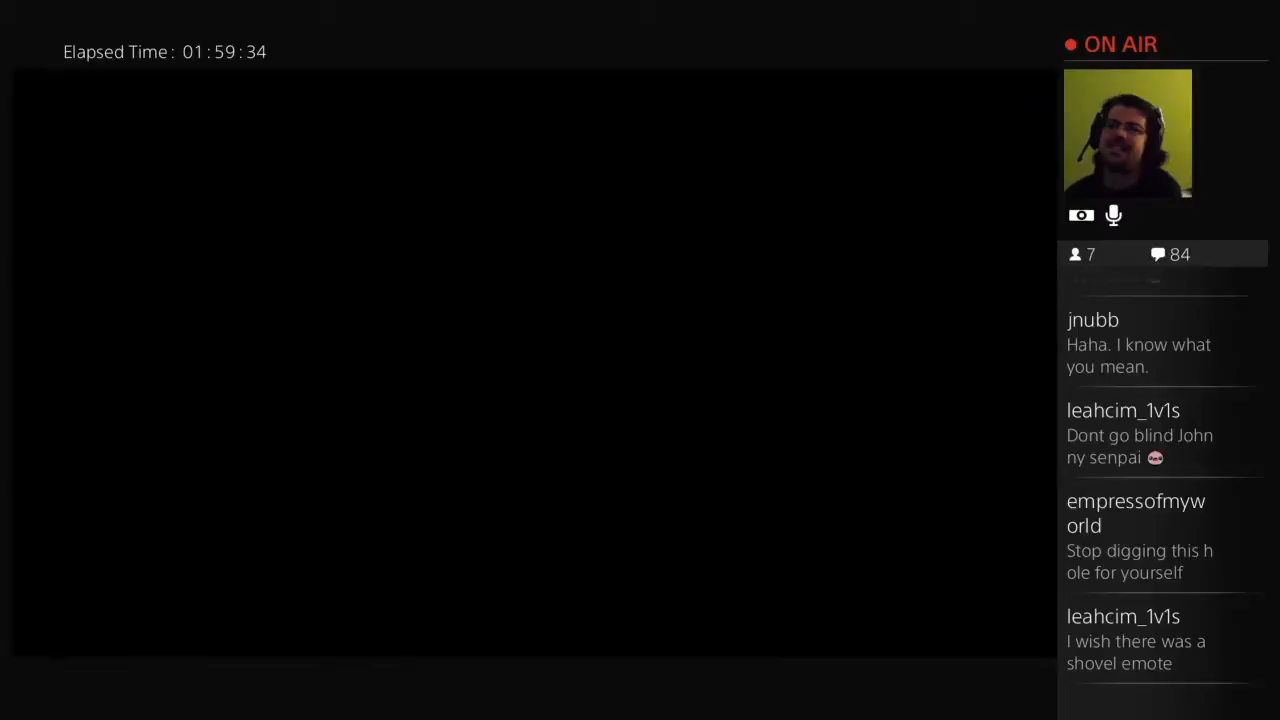 Elapsed Time: 01:59:34
ON AIR
7 84
jnubb
Haha. I know what
you mean.
leahcim_1v1s
Dont go blind John
ny senpai
empressofmyw
orld
Stop digging this h
ole for yourself
leahcim_1v1s
I wish there was a
shovel emote